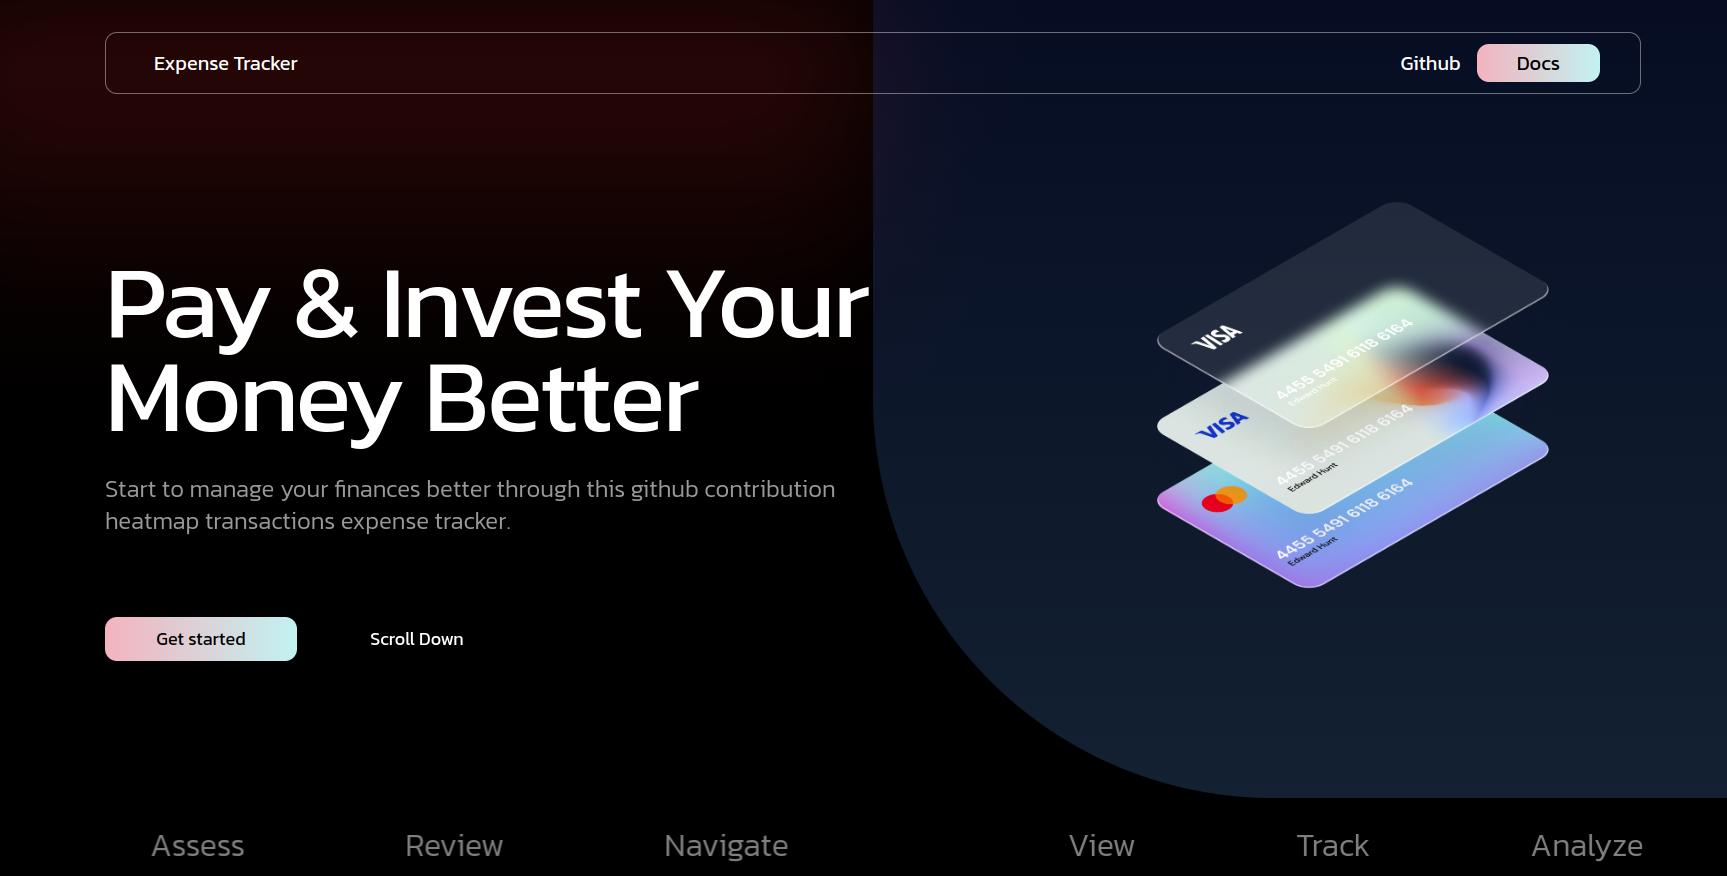 Expense Tracker
Github
Docs
Pay & Invest Your
Money Better
Start to manage your finances better through this github contribution
heatmap transactions expense tracker.
Get started
Scroll Down
VISA
4455 5491 6118 6164
Edward Hunt
VISA
4455 5491 6118 6164
Edward Hunt
4455 5491 6118 6164
Edward Hunt
Assess
Review
Navigate
View
Track
Analyze